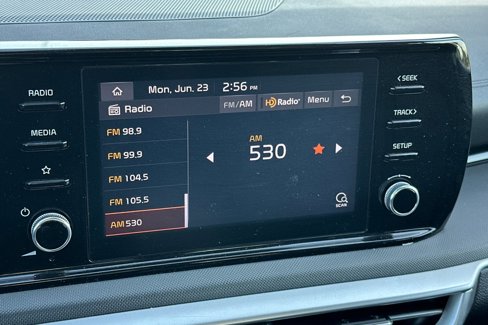 Mon, Jun. 23 2:56 PM
Radio FM/AM HD Radio Menu
FM 98.9
FM 99.9
FM 104.5
FM 105.5
AM 530
AM
530
SCAN
RADIO
MEDIA
< SEEK
TRACK >
SETUP